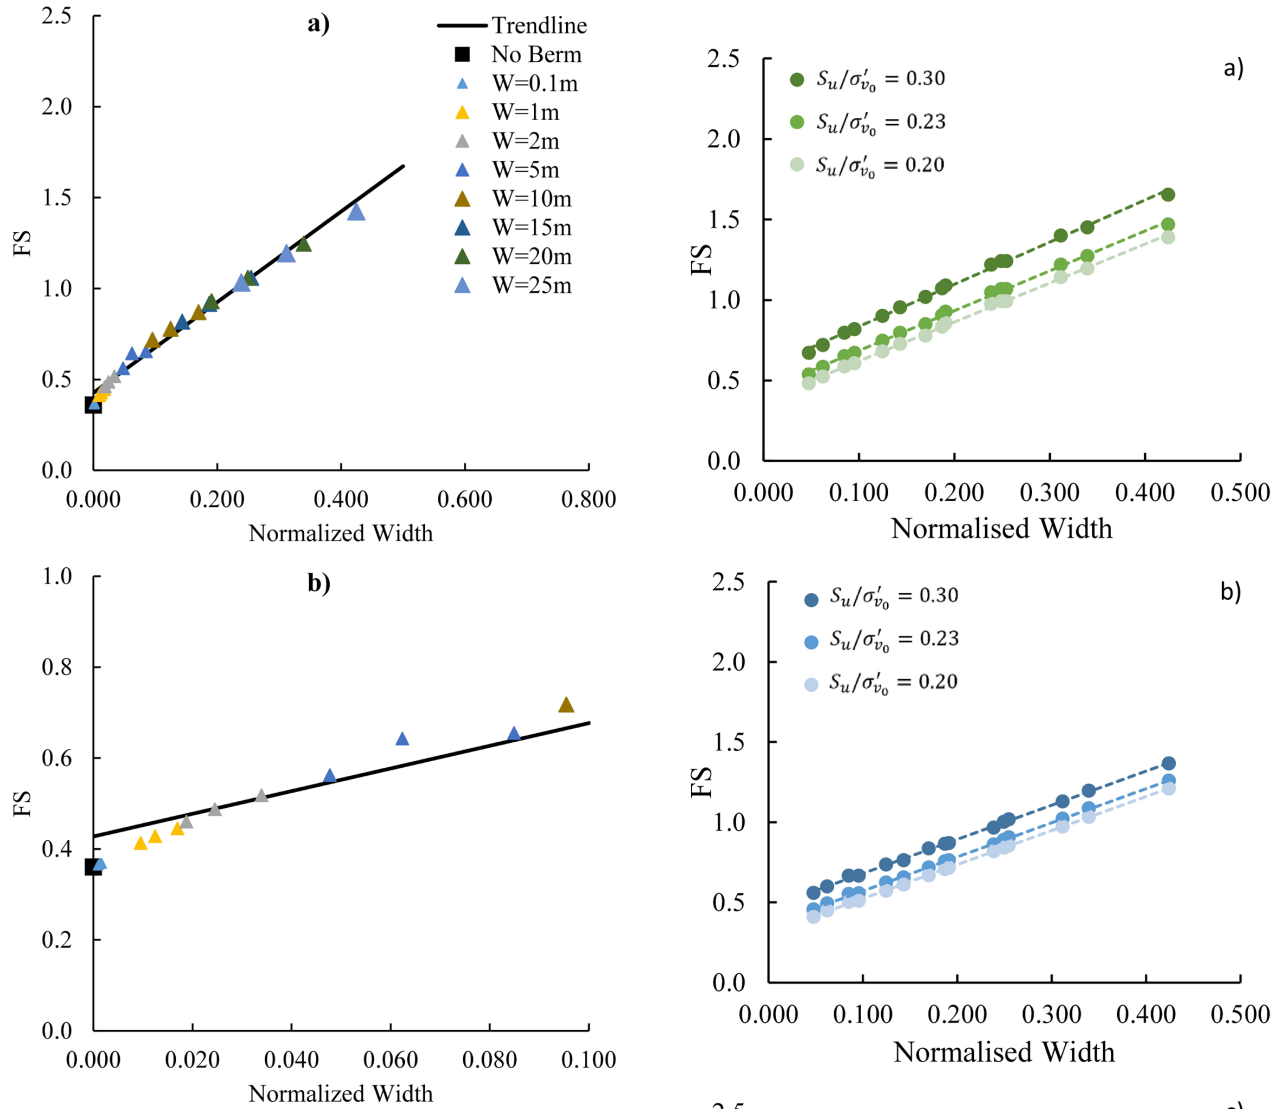 a)
2.5
2.0
1.5
1.0
0.5
0.0
FS
0.000 0.200 0.400 0.600 0.800
Normalized Width
Trendline
No Berm
W=0.1m
W=1m
W=2m
W=5m
W=10m
W=15m
W=20m
W=25m
a)
2.5
2.0
1.5
1.0
0.5
0.0
FS
S_u/σ′_{v_0} = 0.30
S_u/σ′_{v_0} = 0.23
S_u/σ′_{v_0} = 0.20
0.000 0.100 0.200 0.300 0.400 0.500
Normalised Width
b)
1.0
0.8
0.6
0.4
0.2
0.0
FS
0.000 0.020 0.040 0.060 0.080 0.100
Normalized Width
b)
2.5
2.0
1.5
1.0
0.5
0.0
FS
S_u/σ′_{v_0} = 0.30
S_u/σ′_{v_0} = 0.23
S_u/σ′_{v_0} = 0.20
0.000 0.100 0.200 0.300 0.400 0.500
Normalised Width